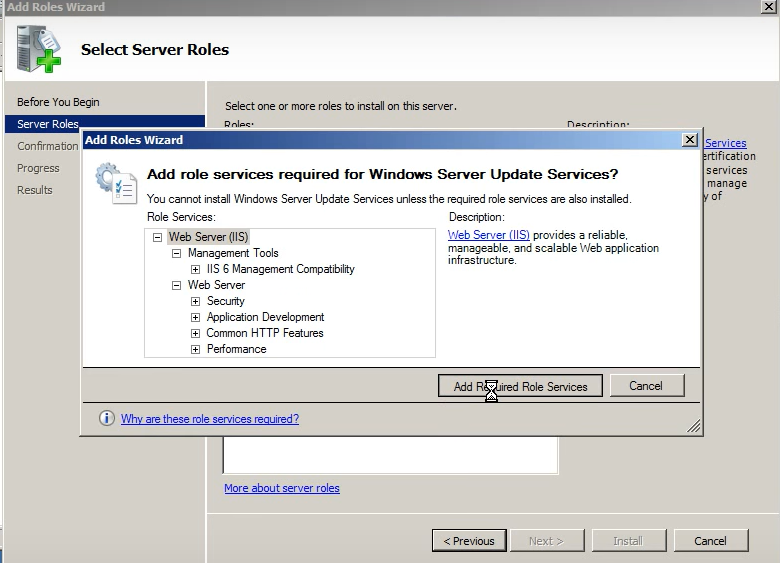 Add Roles Wizard
Select Server Roles
Before You Begin
Server Roles
Confirmation
Progress
Results
Select one or more roles to install on this server.
Roles:
Description:
Services
ertification
services
manage
y of
Add Roles Wizard
Add role services required for Windows Server Update Services?
You cannot install Windows Server Update Services unless the required role services are also installed.
Role Services:
Web Server (IIS)
Management Tools
IIS 6 Management Compatibility
Web Server
Security
Application Development
Common HTTP Features
Performance
Description:
Web Server (IIS) provides a reliable,
manageable, and scalable Web application
infrastructure.
Add Required Role Services
Cancel
Why are these role services required?
More about server roles
< Previous
Next >
Install
Cancel